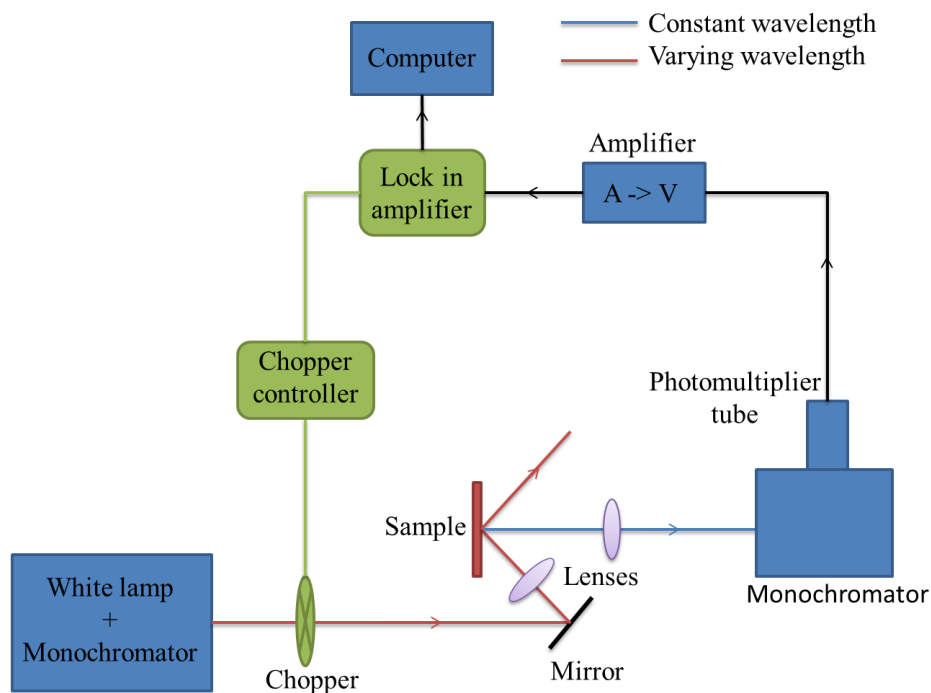 Constant wavelength
Varying wavelength
Computer
Lock in
amplifier
Amplifier
A -> V
Chopper
controller
Photomultiplier
tube
Sample
Lenses
Monochromator
White lamp
+
Monochromator
Chopper
Mirror